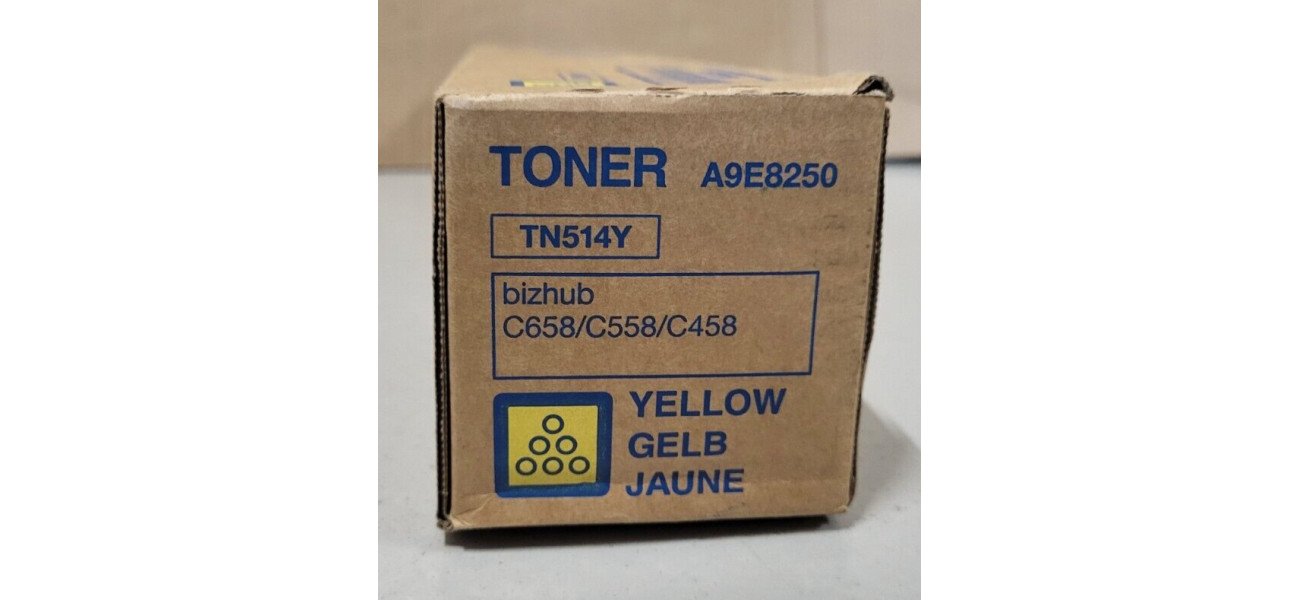 TONER A9E8250
TN514Y
bizhub
C658/C558/C458
YELLOW
GELB
JAUNE